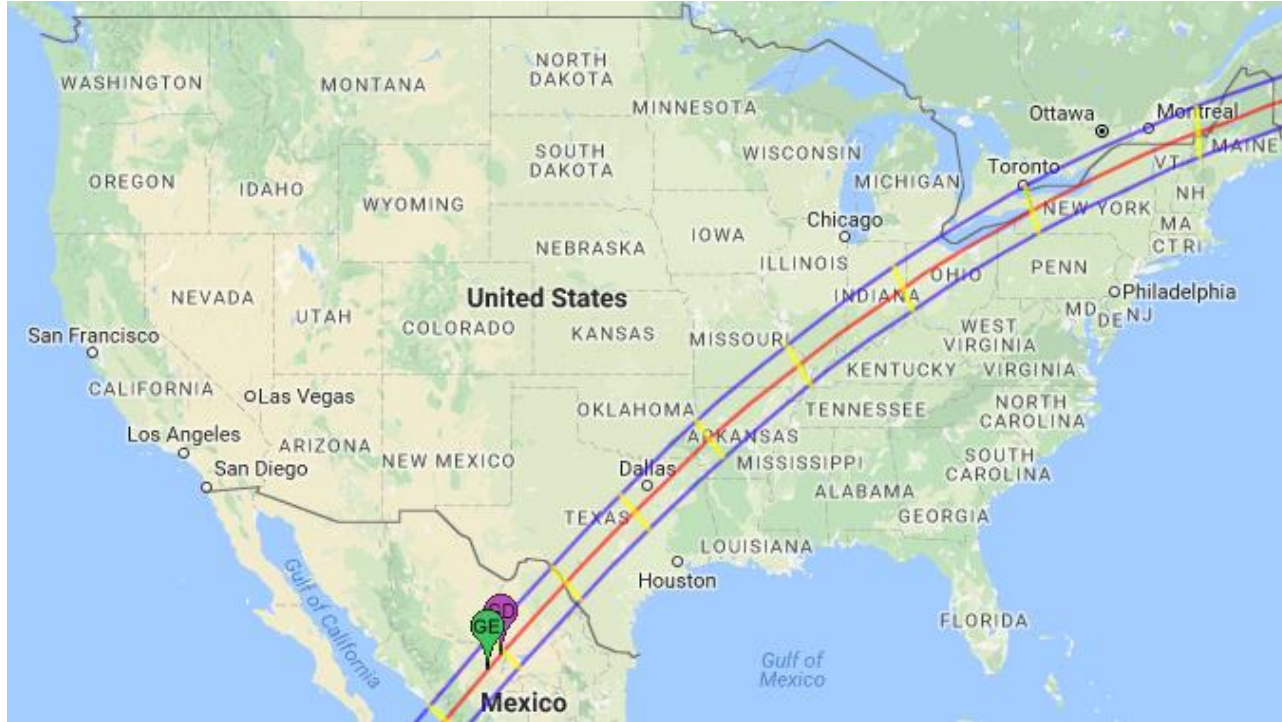 NORTH
DAKOTA
WASHINGTON
MONTANA
MINNESOTA
Ottawa
Montreal
MAINE
SOUTH
DAKOTA
WISCONSIN
VT
Toronto
OREGON
IDAHO
MICHIGAN
NH
WYOMING
NEW YORK
MA
Chicago
IOWA
CT RI
NEBRASKA
ILLINOIS
OHIO
PENN
NEVADA
United States
INDIANA
Philadelphia
UTAH
MD
DE
NJ
COLORADO
KANSAS
MISSOURI
WEST
VIRGINIA
San Francisco
KENTUCKY
VIRGINIA
CALIFORNIA
Las Vegas
OKLAHOMA
TENNESSEE
NORTH
CAROLINA
Los Angeles
ARIZONA
NEW MEXICO
ARKANSAS
MISSISSIPPI
SOUTH
CAROLINA
San Diego
Dallas
ALABAMA
TEXAS
GEORGIA
LOUISIANA
Houston
Gulf of California
GD
GE
FLORIDA
Gulf of
Mexico
Mexico